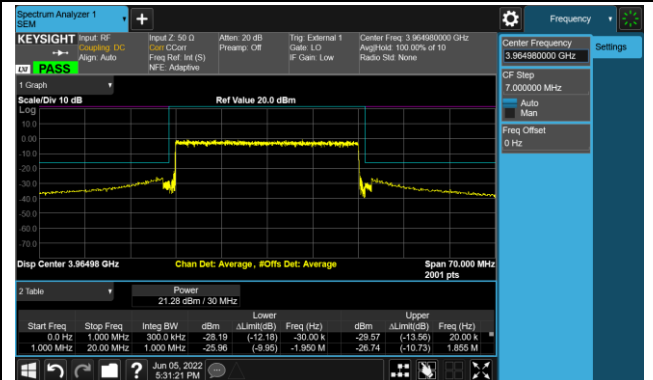 Spectrum Analyzer 1
SEM
Frequency
KEYSIGHT
Input: RF
Coupling: DC
Align: Auto
Input Z: 50 Ω
Corr CCorr
Freq Ref: Int (S)
NFE: Adaptive
Atten: 20 dB
Preamp: Off
Trig: External 1
Gate: LO
IF Gain: Low
Center Freq: 3.964980000 GHz
Avg|Hold: 100.00% of 10
Radio Std: None
LXI PASS
Center Frequency
3.964980000 GHz
Settings
CF Step
7.000000 MHz
Auto
Man
Freq Offset
0 Hz
1 Graph
Scale/Div 10 dB
Ref Value 20.0 dBm
Log
10.0
0.00
-10.0
-20.0
-30.0
-40.0
-50.0
-60.0
-70.0
Disp Center 3.96498 GHz
Chan Det: Average , #Offs Det: Average
Span 70.000 MHz
2001 pts
2 Table
Power
21.28 dBm / 30 MHz
Lower Upper
Start Freq Stop Freq Integ BW dBm ΔLimit(dB) Freq (Hz) dBm ΔLimit(dB) Freq (Hz)
0.0 Hz 1.000 MHz 300.0 kHz -28.19 (-12.18) -30.00 k -29.57 (-13.56) 20.00 k
1.000 MHz 20.00 MHz 1.000 MHz -25.96 (-9.95) -1.950 M -26.74 (-10.73) 1.855 M
? Jun 05, 2022
5:31:21 PM